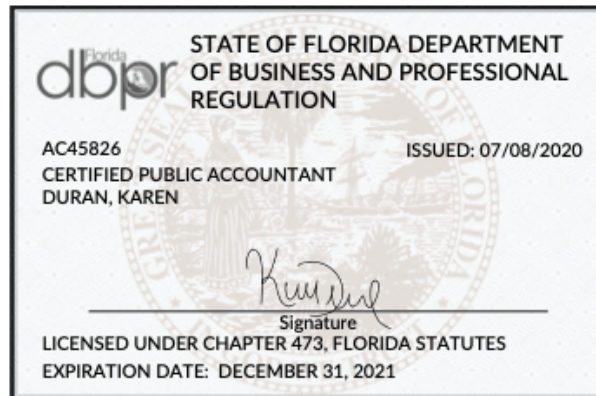 Florida
dbpr
STATE OF FLORIDA DEPARTMENT
OF BUSINESS AND PROFESSIONAL
REGULATION
AC45826
ISSUED: 07/08/2020
CERTIFIED PUBLIC ACCOUNTANT
DURAN, KAREN
Signature
LICENSED UNDER CHAPTER 473, FLORIDA STATUTES
EXPIRATION DATE: DECEMBER 31, 2021